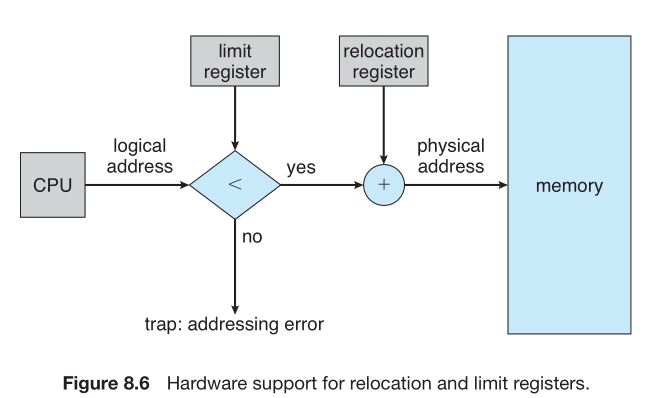 limit
register
relocation
register
logical
address
physical
address
CPU
<
yes
+
memory
no
trap: addressing error
Figure 8.6 Hardware support for relocation and limit registers.